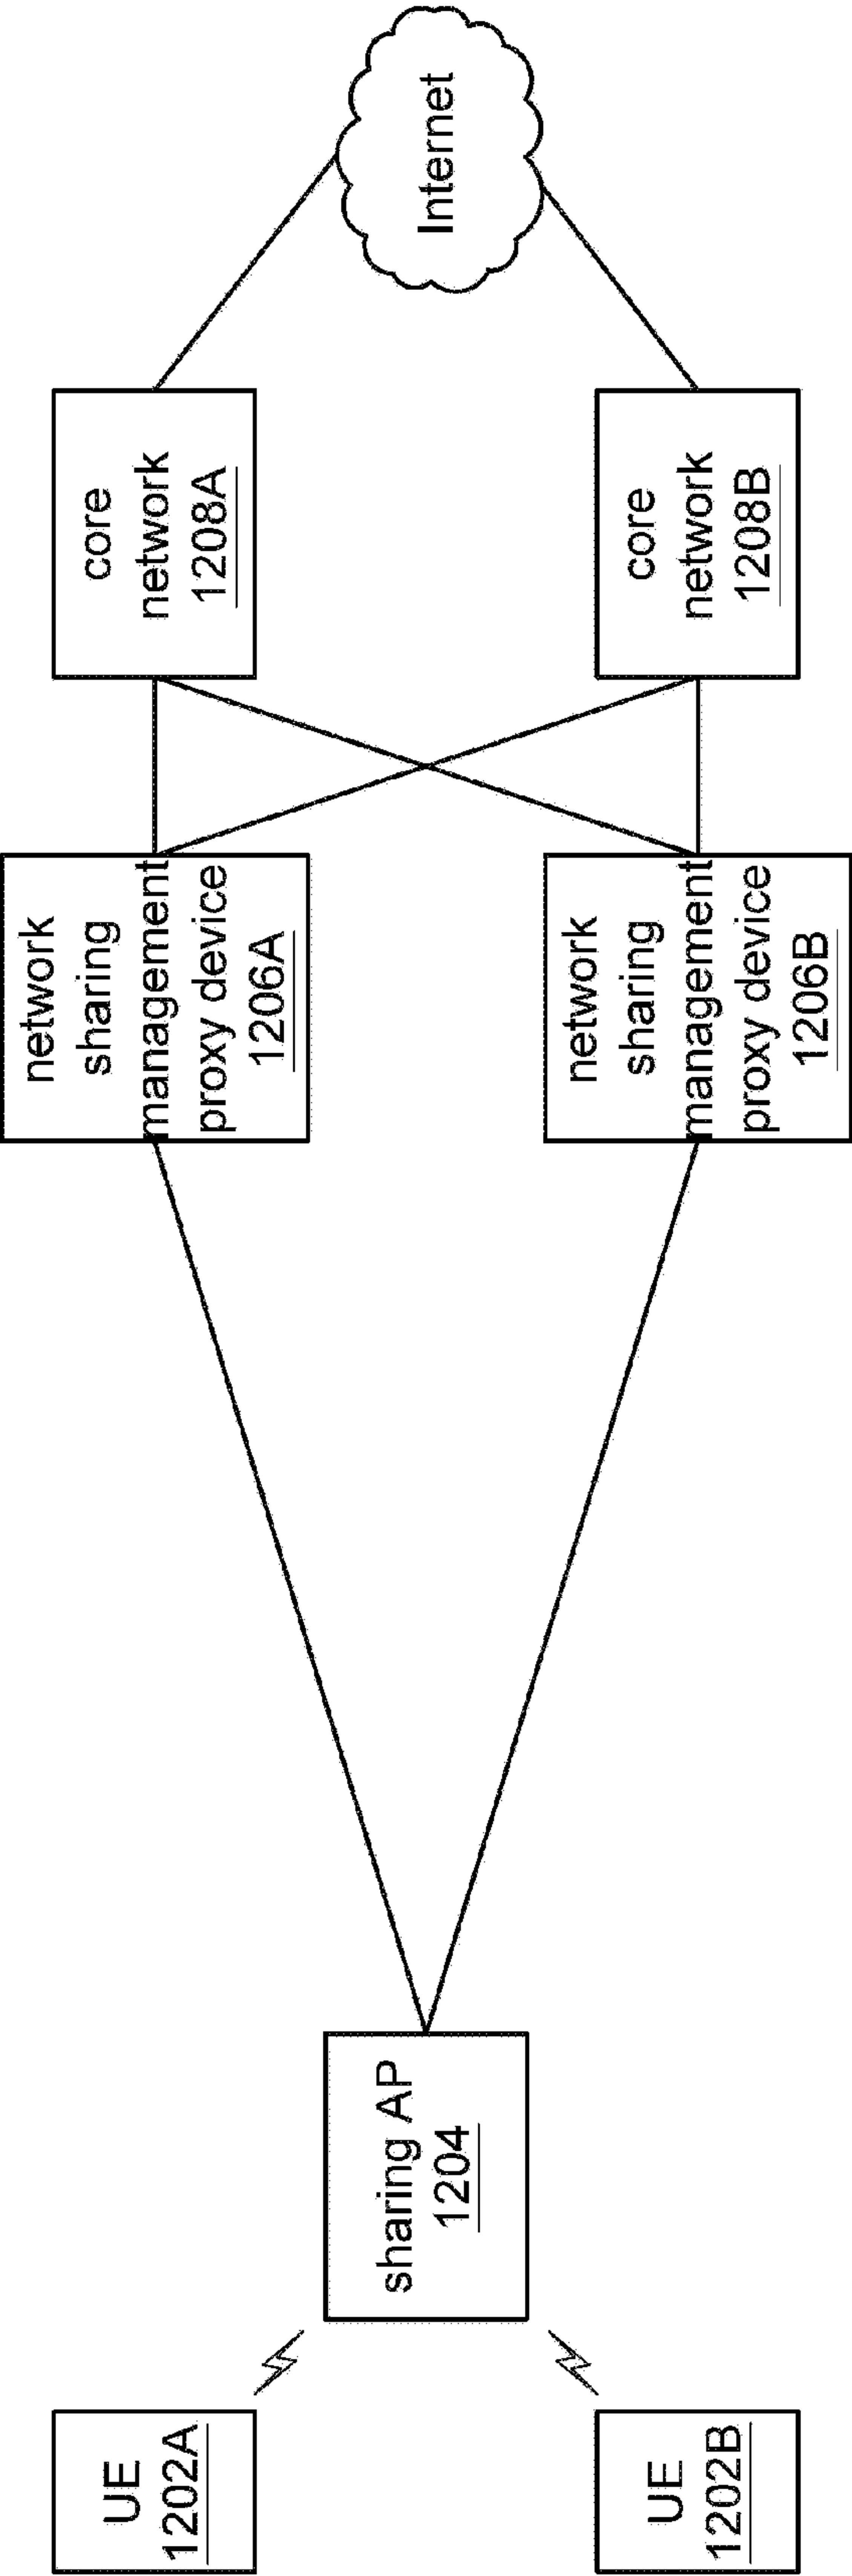 UE
1202A
UE
1202B
sharing AP
1204
network
sharing
management
proxy device
1206A
network
sharing
management
proxy device
1206B
core
network
1208A
core
network
1208B
Internet